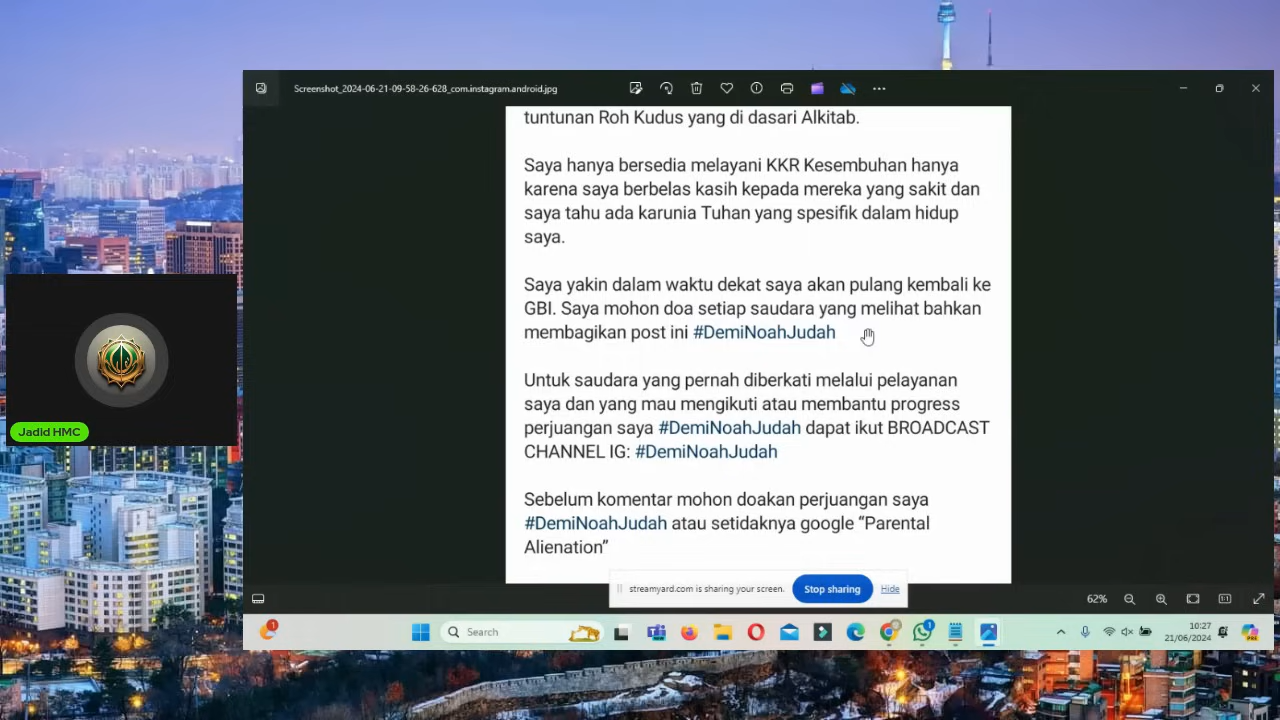 Screenshot_2024-06-21-09-58-26-628_com.instagram.android.jpg
tuntunan Roh Kudus yang di dasari Alkitab.
Saya hanya bersedia melayani KKR Kesembuhan hanya
karena saya berbelas kasih kepada mereka yang sakit dan
saya tahu ada karunia Tuhan yang spesifik dalam hidup
saya.
Saya yakin dalam waktu dekat saya akan pulang kembali ke
GBI. Saya mohon doa setiap saudara yang melihat bahkan
membagikan post ini #DemiNoahJudah
Untuk saudara yang pernah diberkati melalui pelayanan
saya dan yang mau mengikuti atau membantu progress
perjuangan saya #DemiNoahJudah dapat ikut BROADCAST
CHANNEL IG: #DemiNoahJudah
Sebelum komentar mohon doakan perjuangan saya
#DemiNoahJudah atau setidaknya google “Parental
Alienation”
Jadid HMC
streamyard.com is sharing your screen.
Stop sharing
Hide
62%
1
Search
1
10:27
21/06/2024